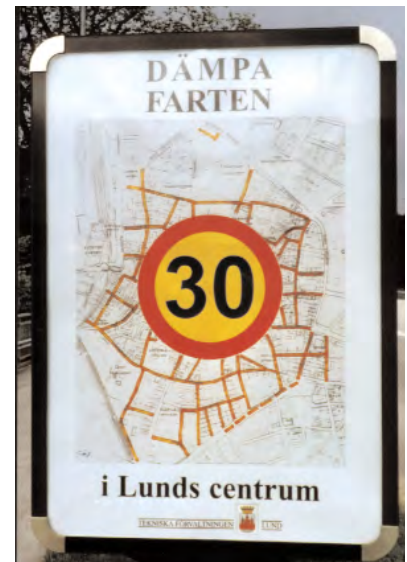 DÄMPA
FARTEN
30
i Lunds centrum
TEKNISKA FÖRVALTNINGEN LUND